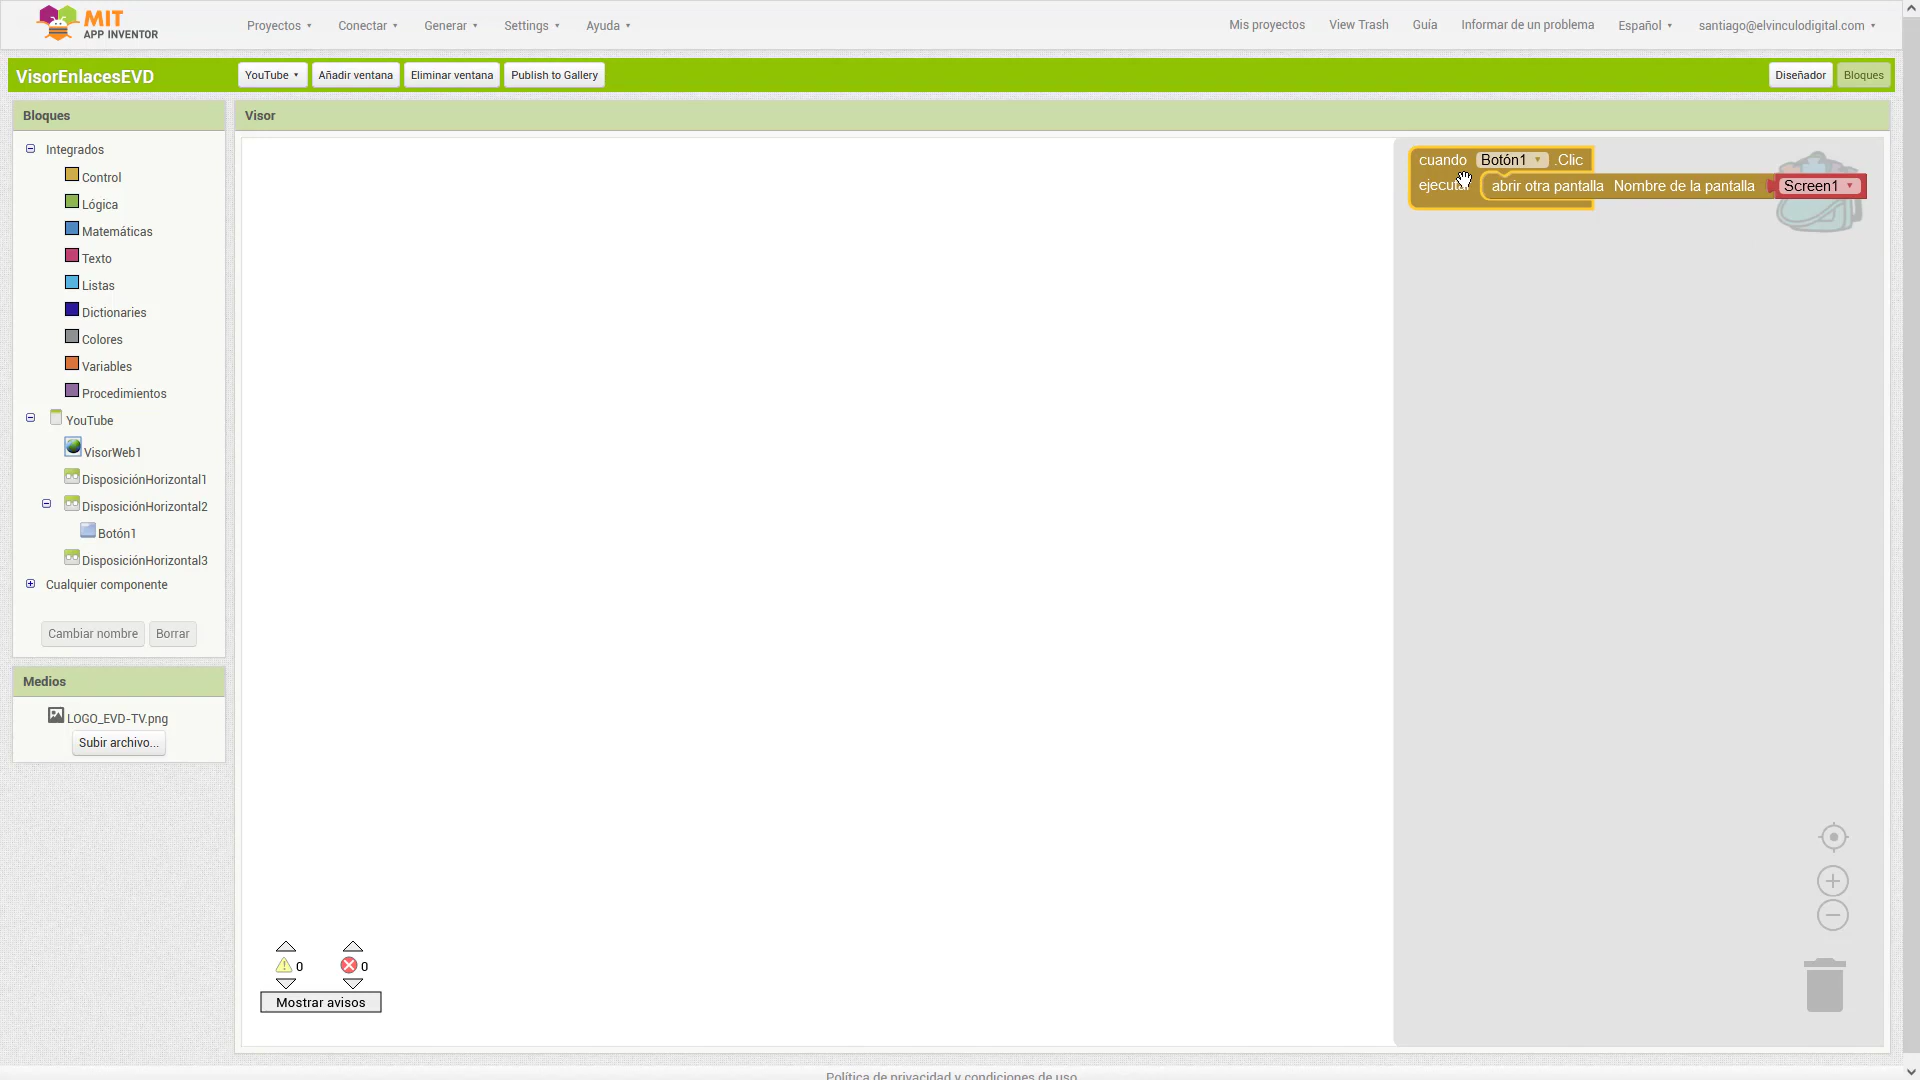 MIT
APP INVENTOR
Proyectos
Conectar
Generar
Settings
Ayuda
Mis proyectos
View Trash
Guía
Informar de un problema
Español
santiago@elvinculodigital.com
VisorEnlacesEVD
YouTube
Añadir ventana
Eliminar ventana
Publish to Gallery
Diseñador
Bloques
Bloques
Integrados
Control
Lógica
Matemáticas
Texto
Listas
Dictionaries
Colores
Variables
Procedimientos
YouTube
VisorWeb1
DisposiciónHorizontal1
DisposiciónHorizontal2
Botón1
DisposiciónHorizontal3
Cualquier componente
Cambiar nombre
Borrar
Medios
LOGO_EVD-TV.png
Subir archivo...
Visor
cuando Botón1 .Clic
ejecutar abrir otra pantalla Nombre de la pantalla Screen1
0
0
Mostrar avisos
Política de privacidad y condiciones de uso